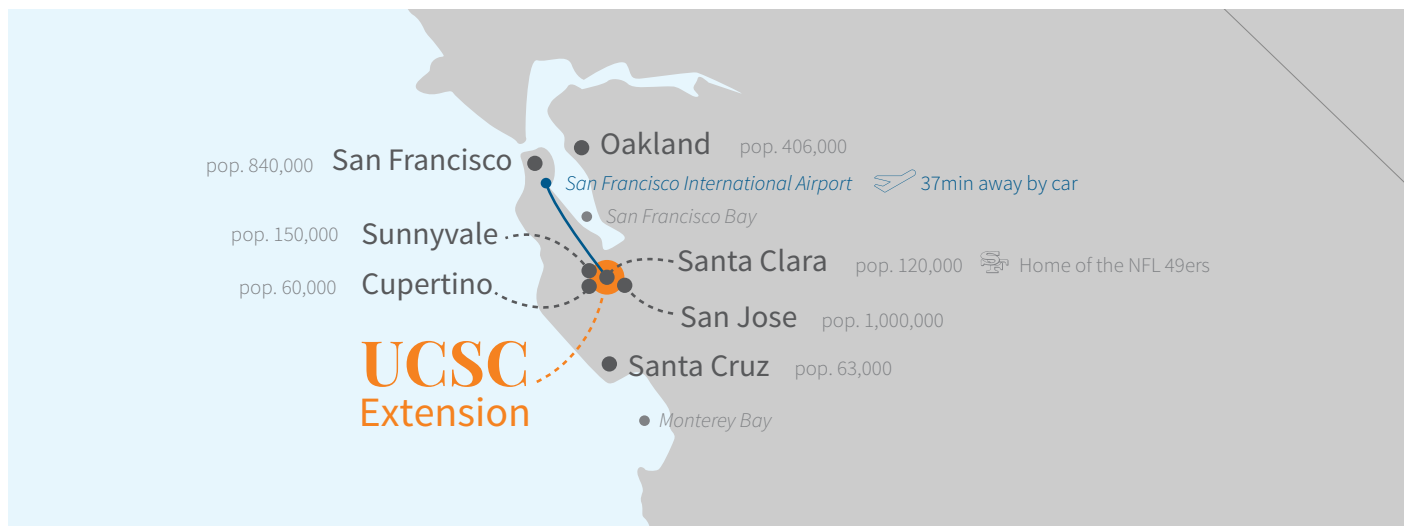 Oakland pop. 406,000
pop. 840,000 San Francisco
San Francisco International Airport 37min away by car
San Francisco Bay
pop. 150,000 Sunnyvale
Santa Clara pop. 120,000 SF Home of the NFL 49ers
pop. 60,000 Cupertino
San Jose pop. 1,000,000
UCSC
Extension
Santa Cruz pop. 63,000
Monterey Bay